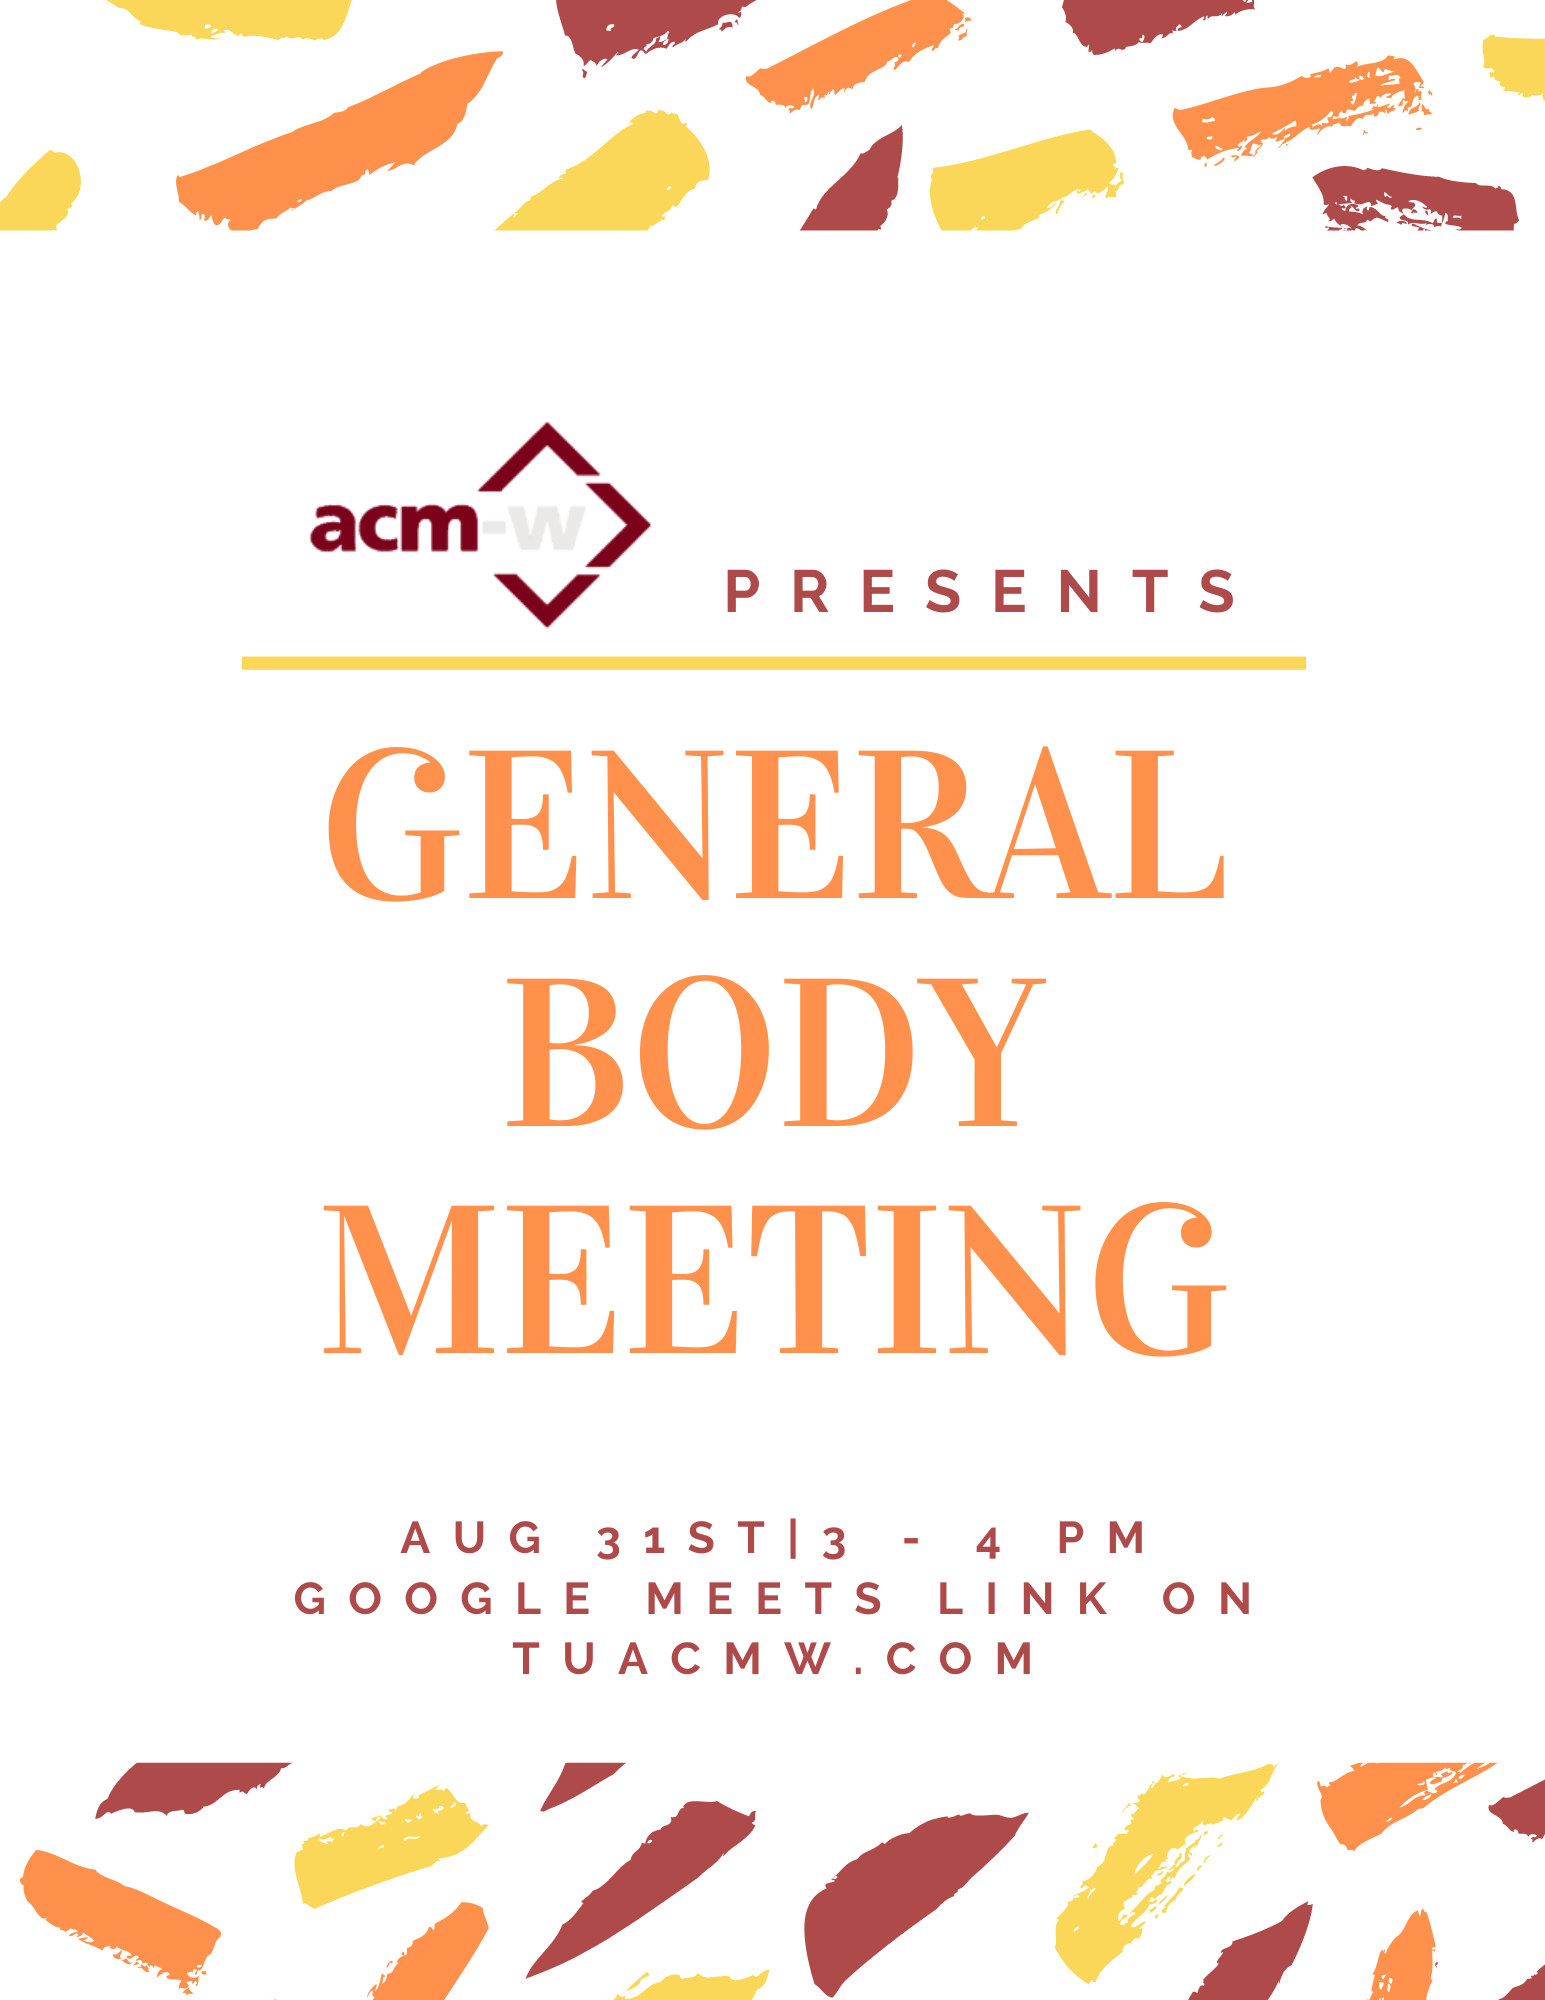 acm-w
PRESENTS
GENERAL
BODY
MEETING
AUG 31ST|3 - 4 PM
GOOGLE MEETS LINK ON
TUACMW.COM